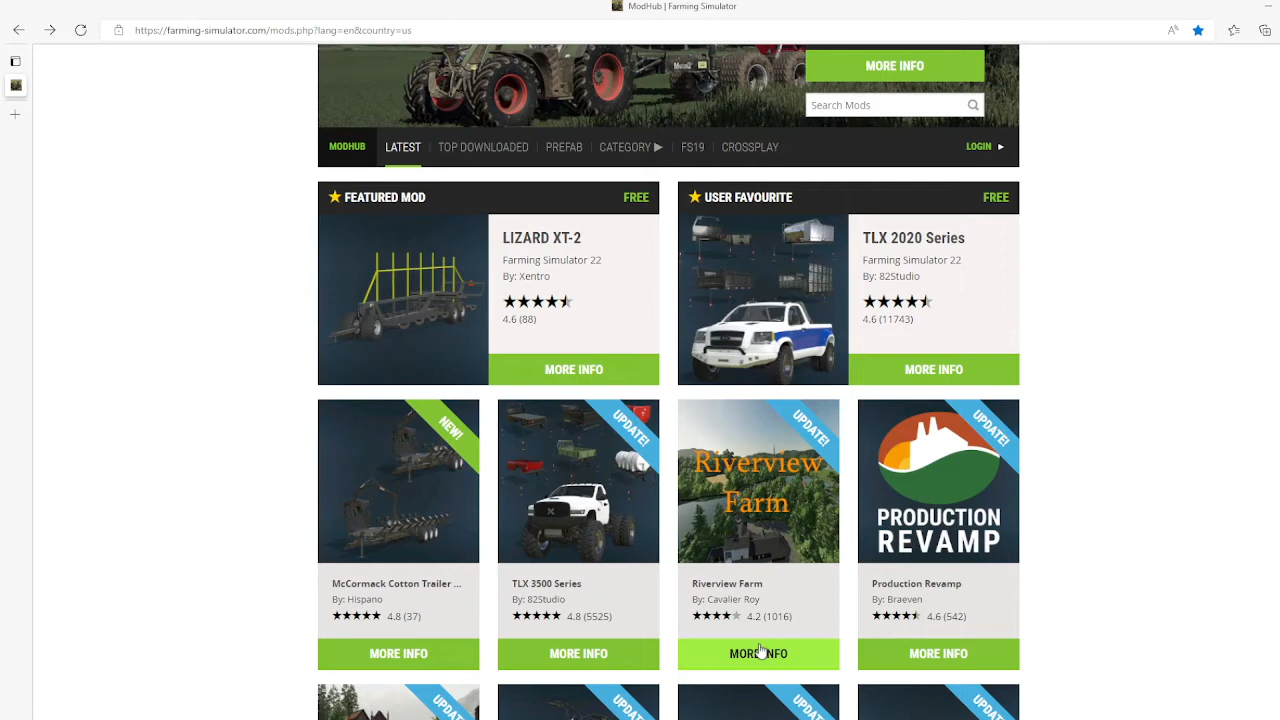 ModHub | Farming Simulator
https://farming-simulator.com/mods.php?lang=en&country=us
MORE INFO
Search Mods
MODHUB LATEST TOP DOWNLOADED PREFAB CATEGORY ▶ FS19 CROSSPLAY LOGIN ▶
★ FEATURED MOD FREE
LIZARD XT-2
Farming Simulator 22
By: Xentro
4.6 (88)
MORE INFO
★ USER FAVOURITE FREE
TLX 2020 Series
Farming Simulator 22
By: 82Studio
4.6 (11743)
MORE INFO
NEW!
McCormack Cotton Trailer ...
By: Hispano
4.8 (37)
MORE INFO
UPDATE!
TLX 3500 Series
By: 82Studio
4.8 (5525)
MORE INFO
UPDATE!
Riverview
Farm
Riverview Farm
By: Cavalier Roy
4.2 (1016)
MORE INFO
UPDATE!
PRODUCTION
REVAMP
Production Revamp
By: Braeven
4.6 (542)
MORE INFO